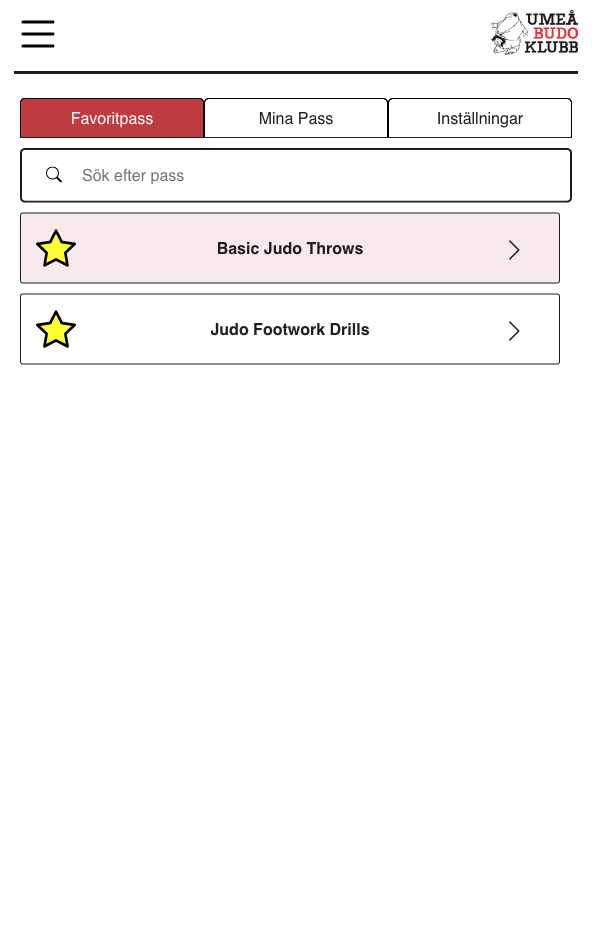 UMEÅ
BUDO
KLUBB
Favoritpass
Mina Pass
Inställningar
Sök efter pass
Basic Judo Throws
Judo Footwork Drills